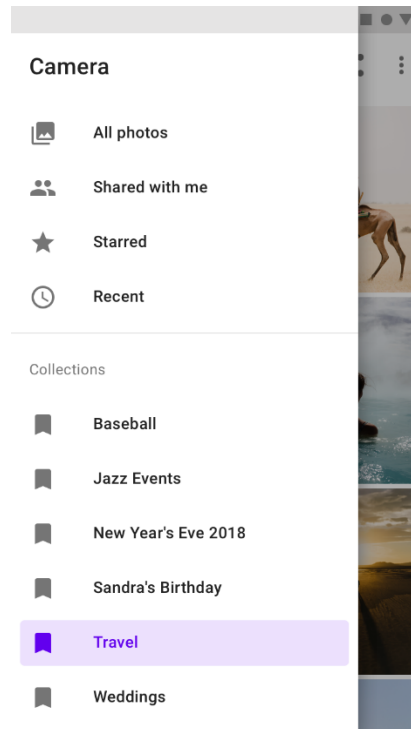 Camera
All photos
Shared with me
Starred
Recent
Collections
Baseball
Jazz Events
New Year's Eve 2018
Sandra's Birthday
Travel
Weddings